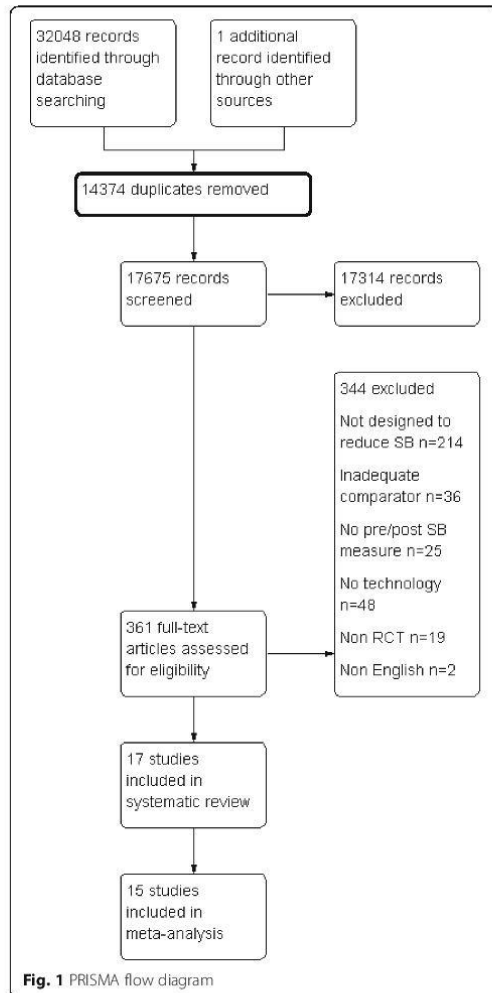 32048 records
identified through
database
searching
1 additional
record identified
through other
sources
14374 duplicates removed
17675 records
screened
17314 records
excluded
344 excluded
Not designed to
reduce SB n=214
Inadequate
comparator n=36
No pre/post SB
measure n=25
No technology
n=48
Non RCT n=19
Non English n=2
361 full-text
articles assessed
for eligibility
17 studies
included in
systematic review
15 studies
included in
meta-analysis
Fig. 1 PRISMA flow diagram